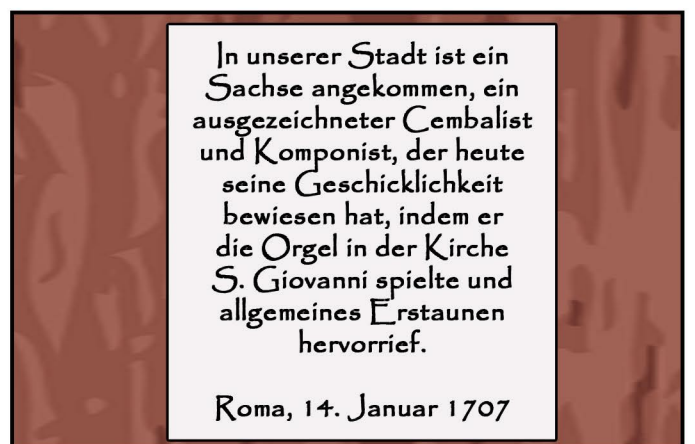 In unserer Stadt ist ein
Sachse angekommen, ein
ausgezeichneter Cembalist
und Komponist, der heute
seine Geschicklichkeit
bewiesen hat, indem er
die Orgel in der Kirche
S. Giovanni spielte und
allgemeines Erstaunen
hervorrief.
Roma, 14. Januar 1707